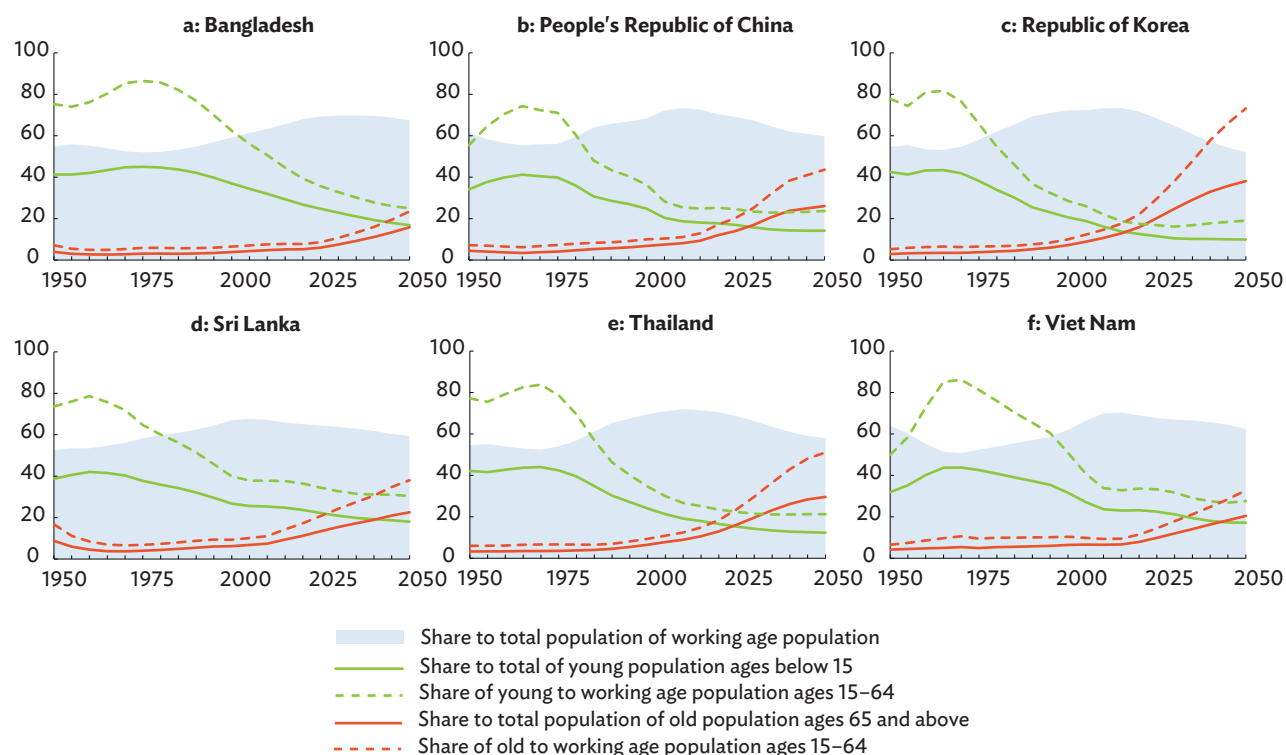 a: Bangladesh
b: People's Republic of China
c: Republic of Korea
100
80
60
40
20
0
1950 1975 2000 2025 2050
1950 1975 2000 2025 2050
1950 1975 2000 2025 2050
d: Sri Lanka
e: Thailand
f: Viet Nam
100
80
60
40
20
0
1950 1975 2000 2025 2050
1950 1975 2000 2025 2050
1950 1975 2000 2025 2050
Share to total population of working age population
Share to total of young population ages below 15
Share of young to working age population ages 15–64
Share to total population of old population ages 65 and above
Share of old to working age population ages 15–64